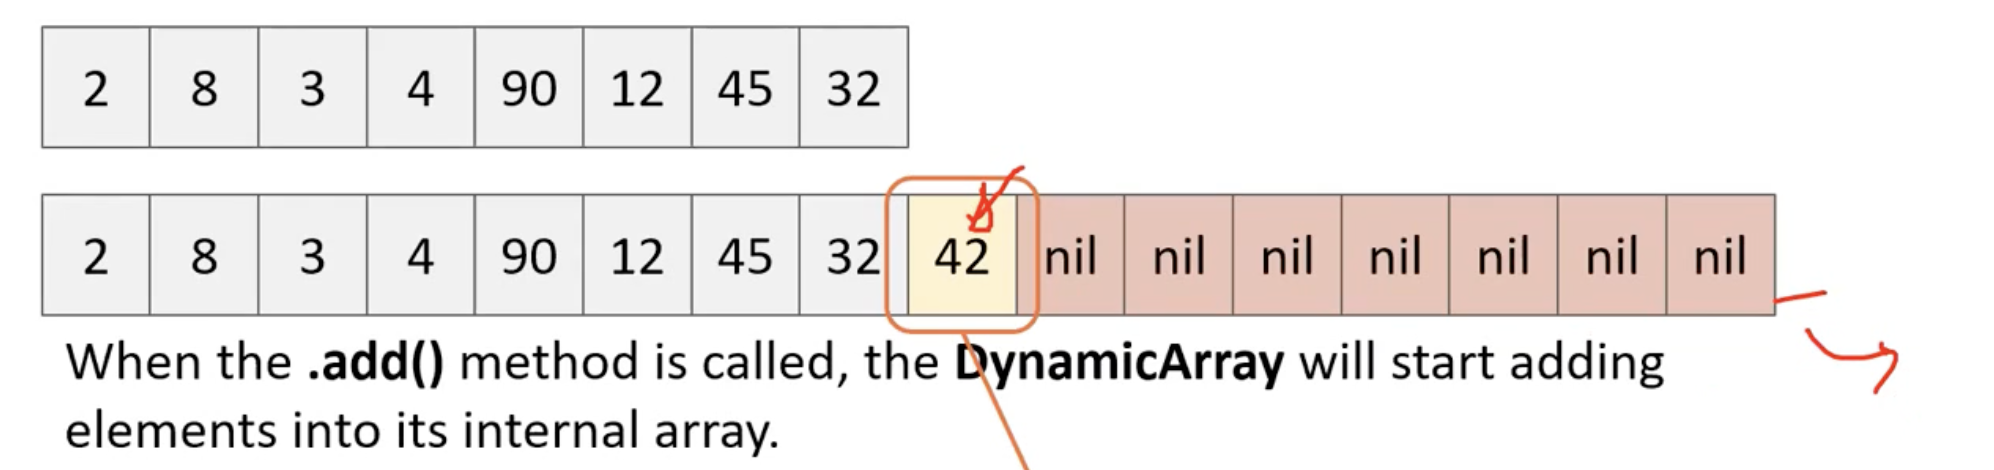 2 8 3 4 90 12 45 32
2 8 3 4 90 12 45 32 42 nil nil nil nil nil nil nil
When the .add() method is called, the DynamicArray will start adding
elements into its internal array.